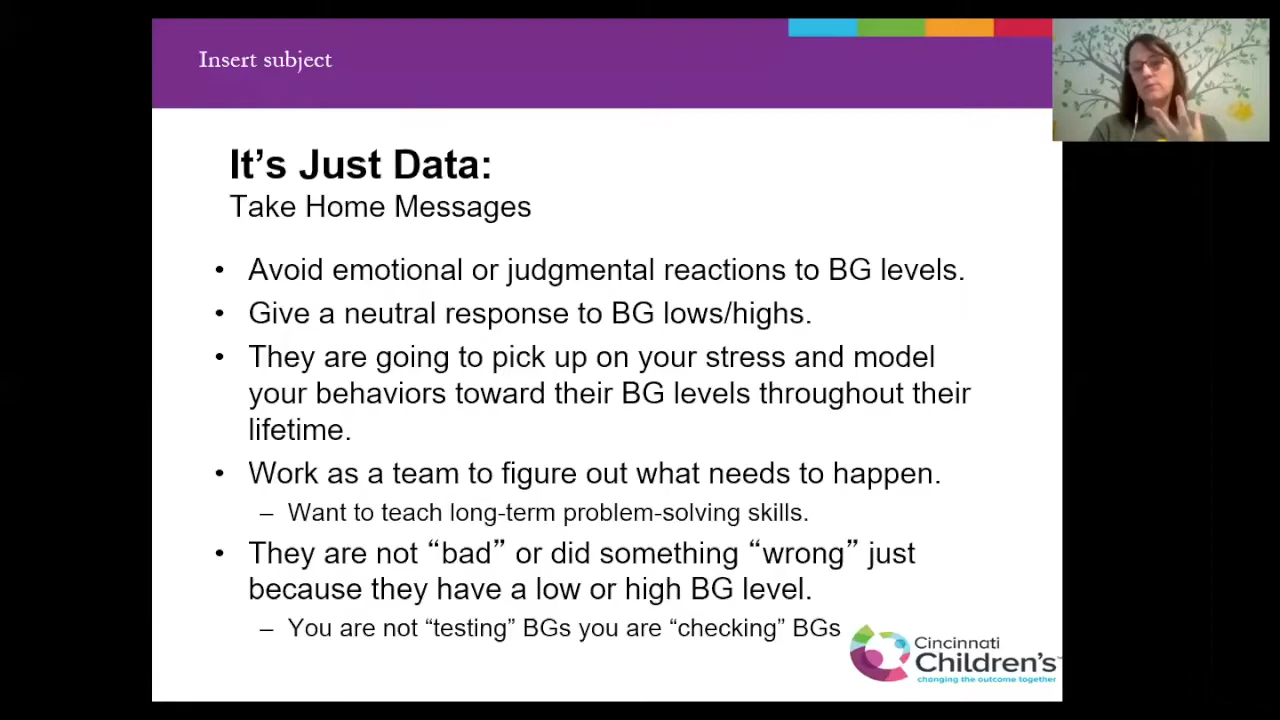 Insert subject
It’s Just Data:
Take Home Messages
• Avoid emotional or judgmental reactions to BG levels.
• Give a neutral response to BG lows/highs.
• They are going to pick up on your stress and model
your behaviors toward their BG levels throughout their
lifetime.
• Work as a team to figure out what needs to happen.
– Want to teach long-term problem-solving skills.
• They are not “bad” or did something “wrong” just
because they have a low or high BG level.
– You are not “testing” BGs you are “checking” BGs
Cincinnati
Children's™
changing the outcome together